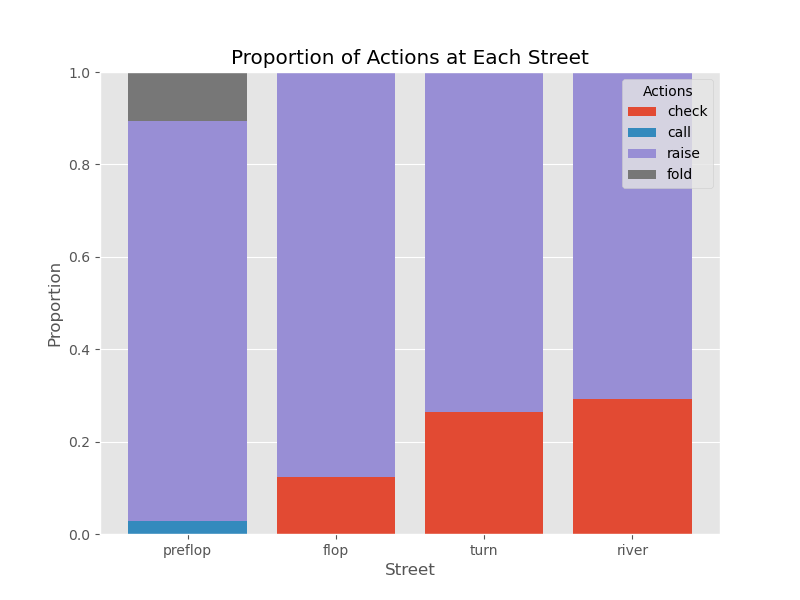 Proportion of Actions at Each Street
1.0
0.8
0.6
0.4
0.2
0.0
Proportion
Actions
check
call
raise
fold
preflop
flop
turn
river
Street